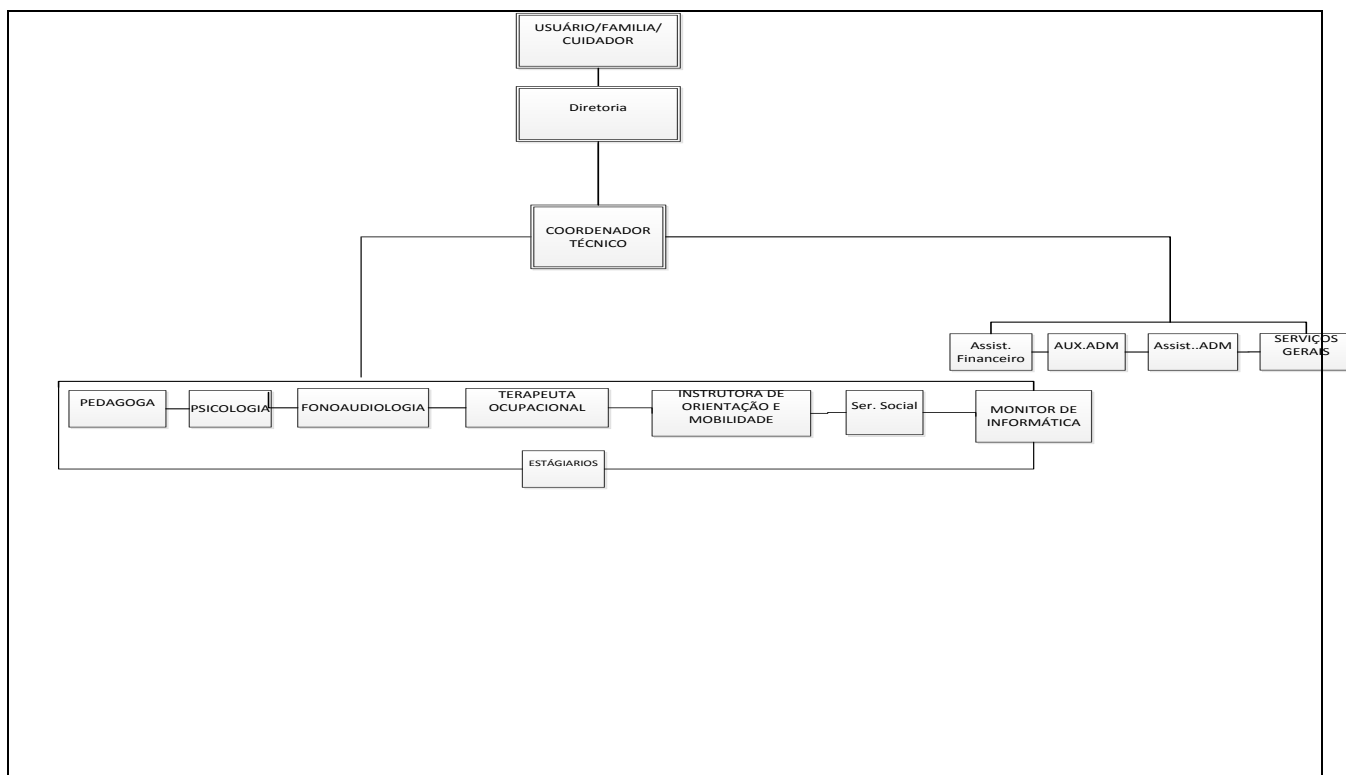 USUÁRIO/FAMILIA/
CUIDADOR
Diretoria
COORDENADOR
TÉCNICO
Assist.
Financeiro
AUX.ADM
Assist..ADM
SERVIÇOS
GERAIS
PEDAGOGA
PSICOLOGIA
FONOAUDIOLOGIA
TERAPEUTA
OCUPACIONAL
INSTRUTORA DE
ORIENTAÇÃO E
MOBILIDADE
Ser. Social
MONITOR DE
INFORMÁTICA
ESTÁGIARIOS